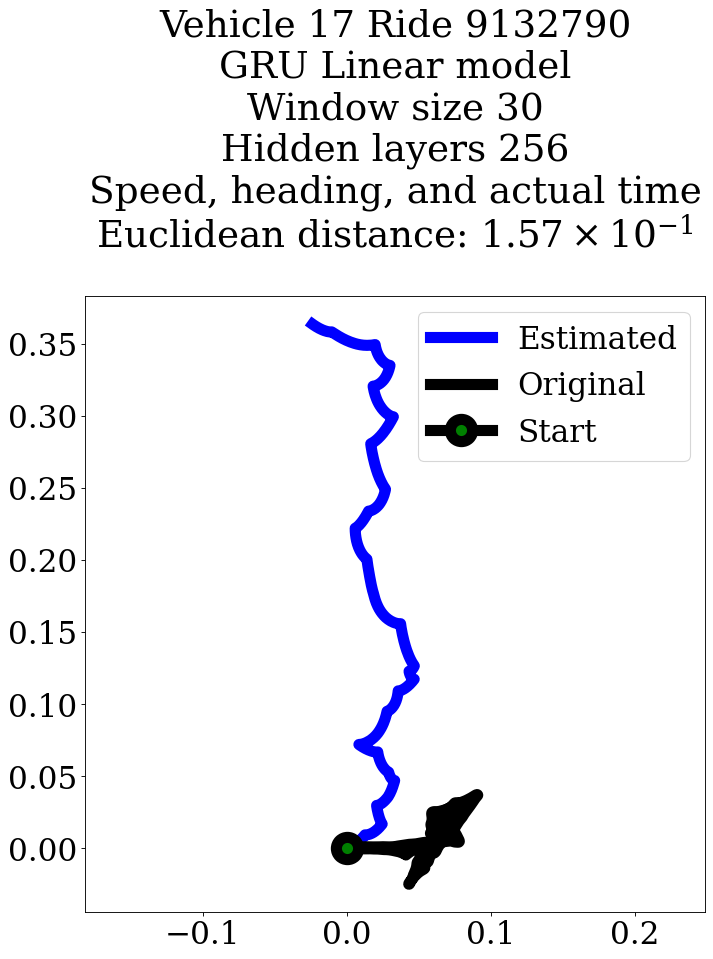 Vehicle 17 Ride 9132790
GRU Linear model
Window size 30
Hidden layers 256
Speed, heading, and actual time
Euclidean distance: 1.57 × 10⁻¹
Estimated
Original
Start
0.35
0.30
0.25
0.20
0.15
0.10
0.05
0.00
−0.1 0.0 0.1 0.2